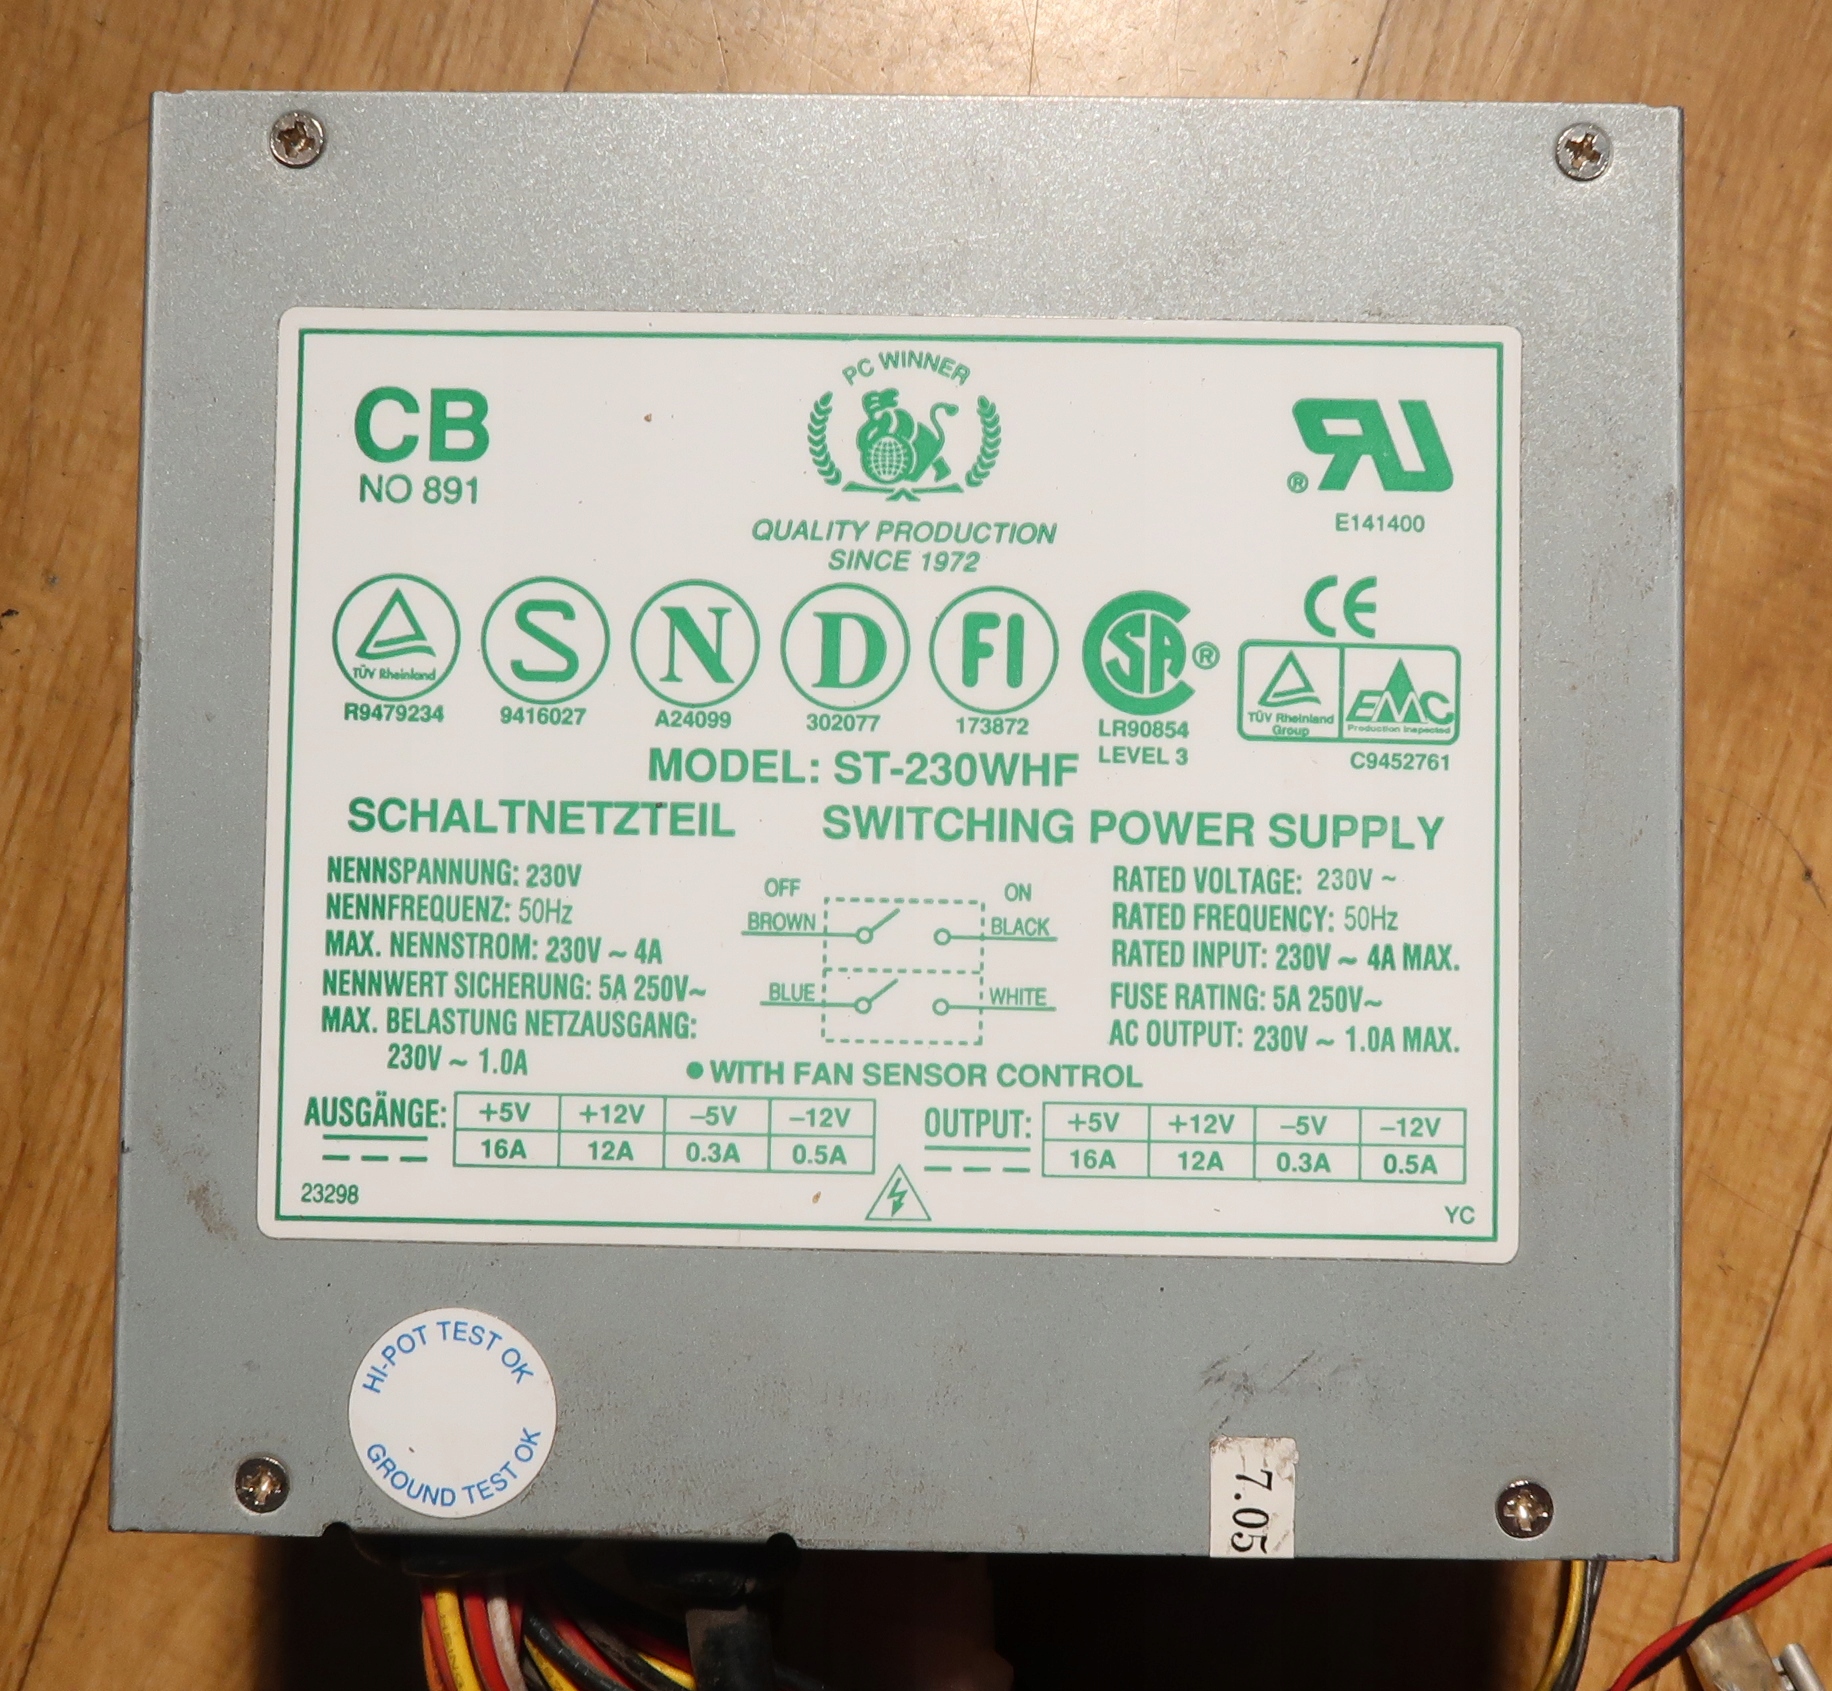 PC WINNER
CB
NO 891
QUALITY PRODUCTION
SINCE 1972
®
E141400
TÜV Rheinland
R9479234
S
9416027
N
A24099
D
302077
FI
173872
SA ®
LR90854
LEVEL 3
CE
TÜV Rheinland
Group
EMC
Production Inspected
C9452761
MODEL: ST-230WHF
SCHALTNETZTEIL
NENNSPANNUNG: 230V
NENNFREQUENZ: 50Hz
MAX. NENNSTROM: 230V ~ 4A
NENNWERT SICHERUNG: 5A 250V~
MAX. BELASTUNG NETZAUSGANG:
230V ~ 1.0A
OFF ON
BROWN BLACK
BLUE WHITE
SWITCHING POWER SUPPLY
RATED VOLTAGE: 230V ~
RATED FREQUENCY: 50Hz
RATED INPUT: 230V ~ 4A MAX.
FUSE RATING: 5A 250V~
AC OUTPUT: 230V ~ 1.0A MAX.
● WITH FAN SENSOR CONTROL
AUSGÄNGE: +5V +12V –5V –12V
16A 12A 0.3A 0.5A
OUTPUT: +5V +12V –5V –12V
16A 12A 0.3A 0.5A
23298
YC
HI-POT TEST OK
GROUND TEST OK
7.05